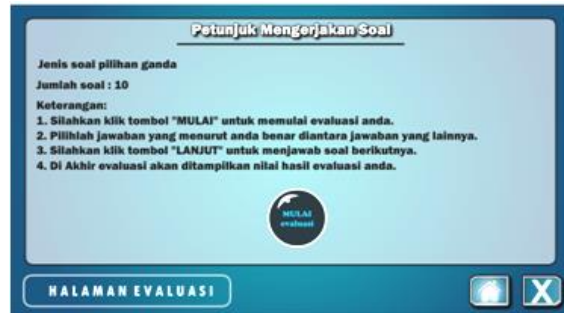 Petunjuk Mengerjakan Soal
Jenis soal pilihan ganda
Jumlah soal : 10
Keterangan:
1. Silahkan klik tombol "MULAI" untuk memulai evaluasi anda.
2. Pilihlah jawaban yang menurut anda benar diantara jawaban yang lainnya.
3. Silahkan klik tombol "LANJUT" untuk menjawab soal berikutnya.
4. Di Akhir evaluasi akan ditampilkan nilai hasil evaluasi anda.
MULAI
evaluasi
HALAMAN EVALUASI
X